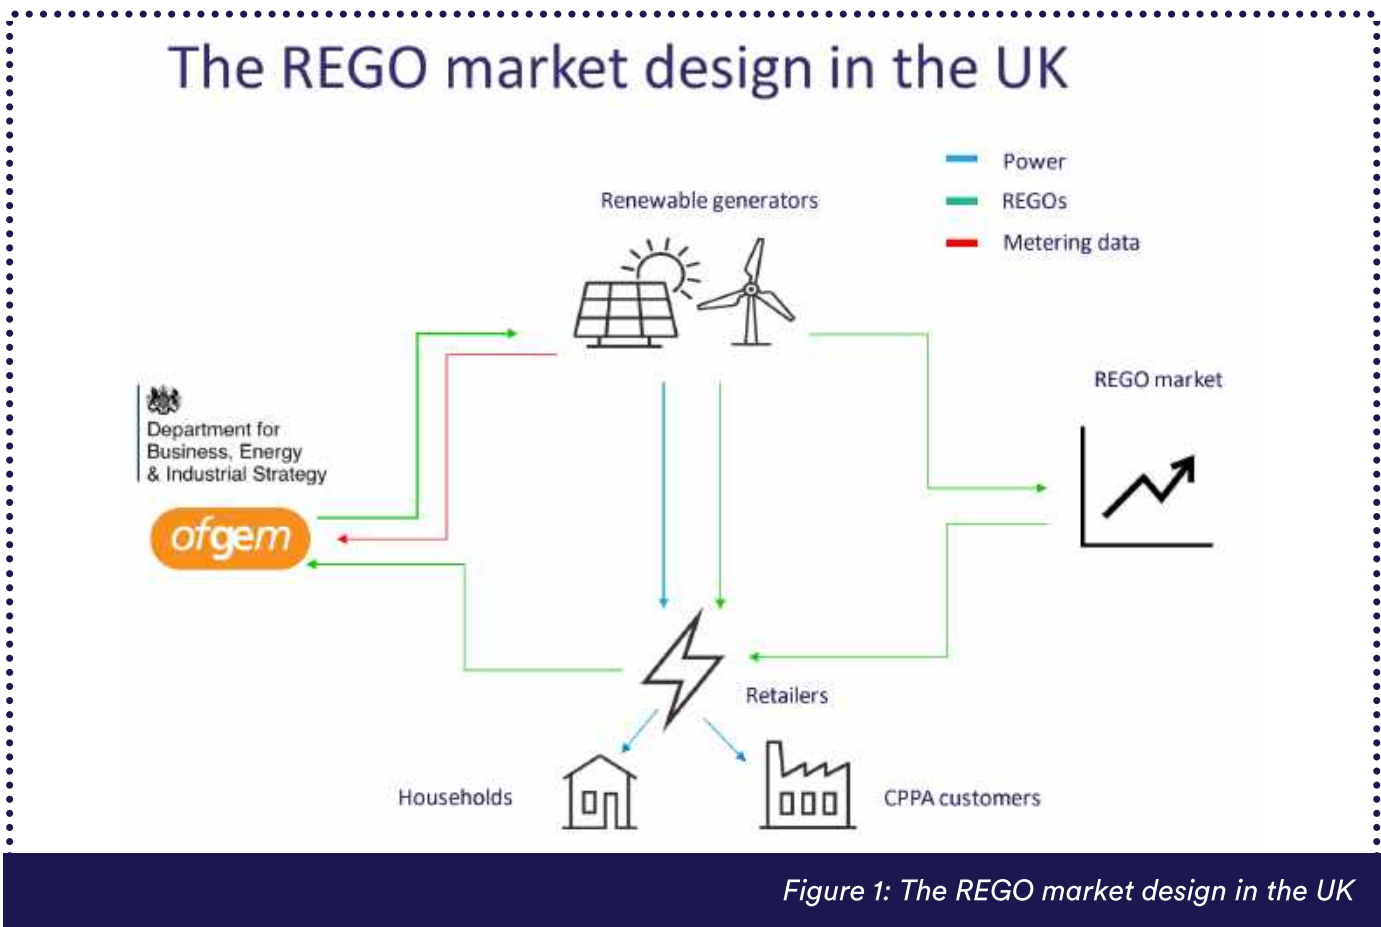 The REGO market design in the UK
Power
REGOs
Metering data
Renewable generators
REGO market
Department for
Business, Energy
& Industrial Strategy
ofgem
Retailers
Households
CPPA customers
Figure 1: The REGO market design in the UK